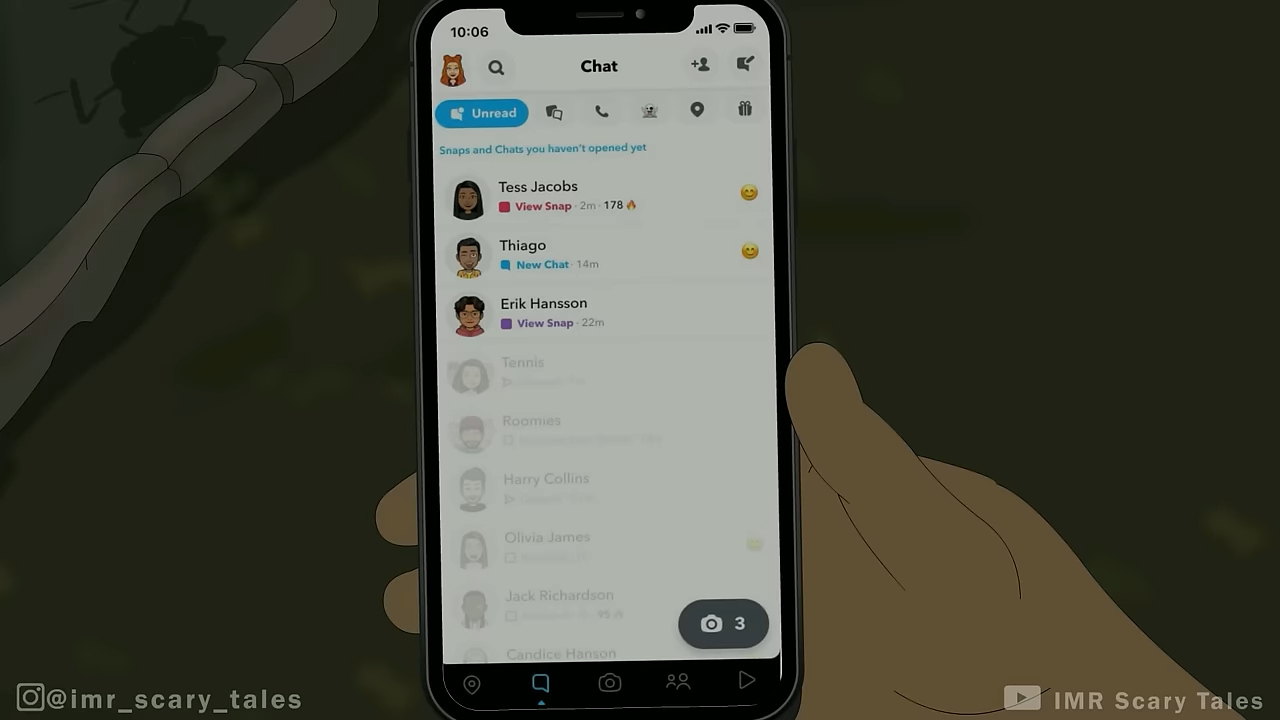 10:06
Chat
Unread
Snaps and Chats you haven't opened yet
Tess Jacobs
View Snap · 2m · 178🔥
Thiago
New Chat · 14m
Erik Hansson
View Snap · 22m
Tennis
Roomies
Harry Collins
Olivia James
Jack Richardson
95
Candice Hanson
3
@imr_scary_tales
IMR Scary Tales